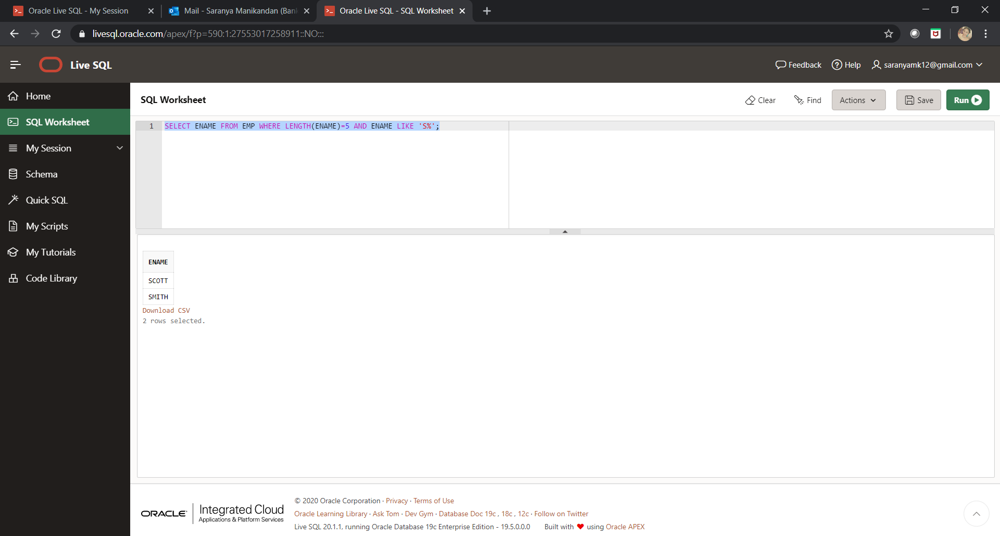 Oracle Live SQL - My Session
Mail - Saranya Manikandan (Ban
Oracle Live SQL - SQL Worksheet
livesql.oracle.com/apex/f?p=590:1:27553017258911::NO:::
Live SQL
Feedback
Help
saranyamk12@gmail.com
Home
SQL Worksheet
My Session
Schema
Quick SQL
My Scripts
My Tutorials
Code Library
SQL Worksheet
Clear
Find
Actions
Save
Run
1 SELECT ENAME FROM EMP WHERE LENGTH(ENAME)=5 AND ENAME LIKE 'S%';
ENAME
SCOTT
SMITH
Download CSV
2 rows selected.
ORACLE
Integrated Cloud
Applications & Platform Services
© 2020 Oracle Corporation · Privacy · Terms of Use
Oracle Learning Library · Ask Tom · Dev Gym · Database Doc 19c, 18c, 12c · Follow on Twitter
Live SQL 20.1.1, running Oracle Database 19c Enterprise Edition - 19.5.0.0.0 Built with ♥ using Oracle APEX